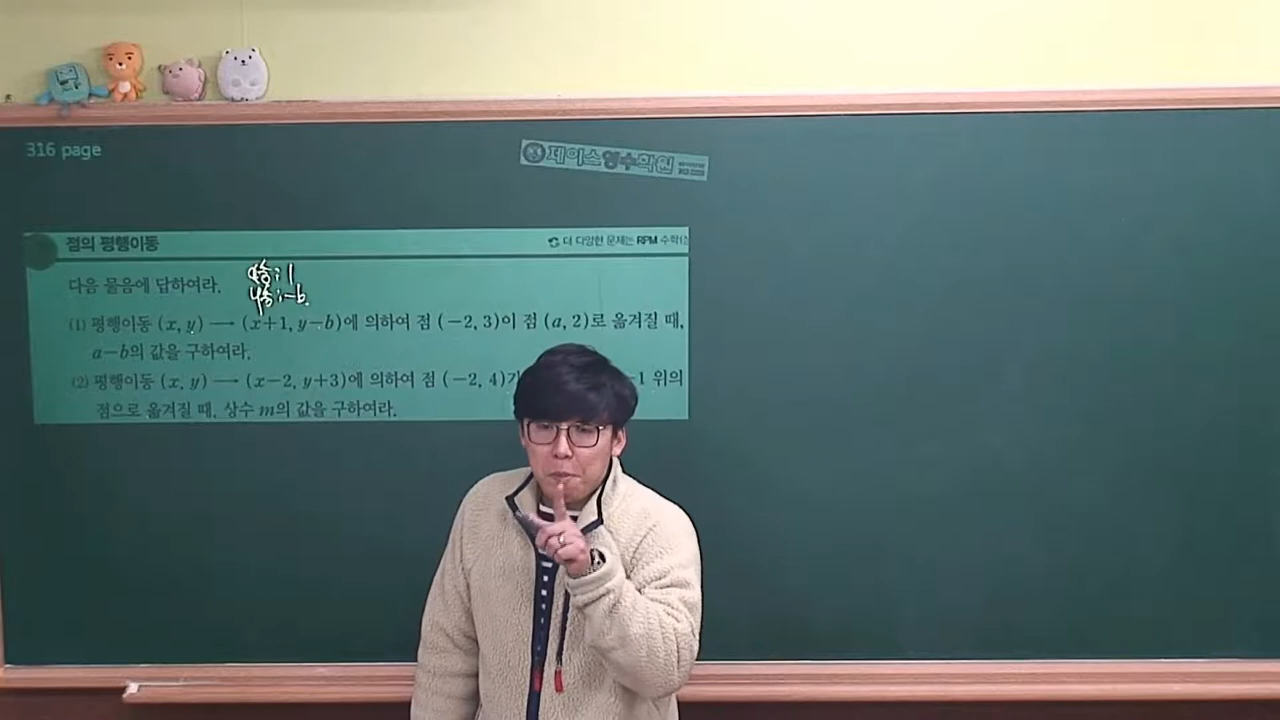 316 page
제이스영수학원
점의 평행이동
더 다양한 문제는 RPM 수학(상
다음 물음에 답하여라.
x축 : 1
y축 : -b
(1) 평행이동 (x, y) ⟶ (x+1, y-b)에 의하여 점 (-2, 3)이 점 (a, 2)로 옮겨질 때,
a-b의 값을 구하여라.
(2) 평행이동 (x, y) ⟶ (x-2, y+3)에 의하여 점 (-2, 4)가 -1 위의
점으로 옮겨질 때, 상수 m의 값을 구하여라.